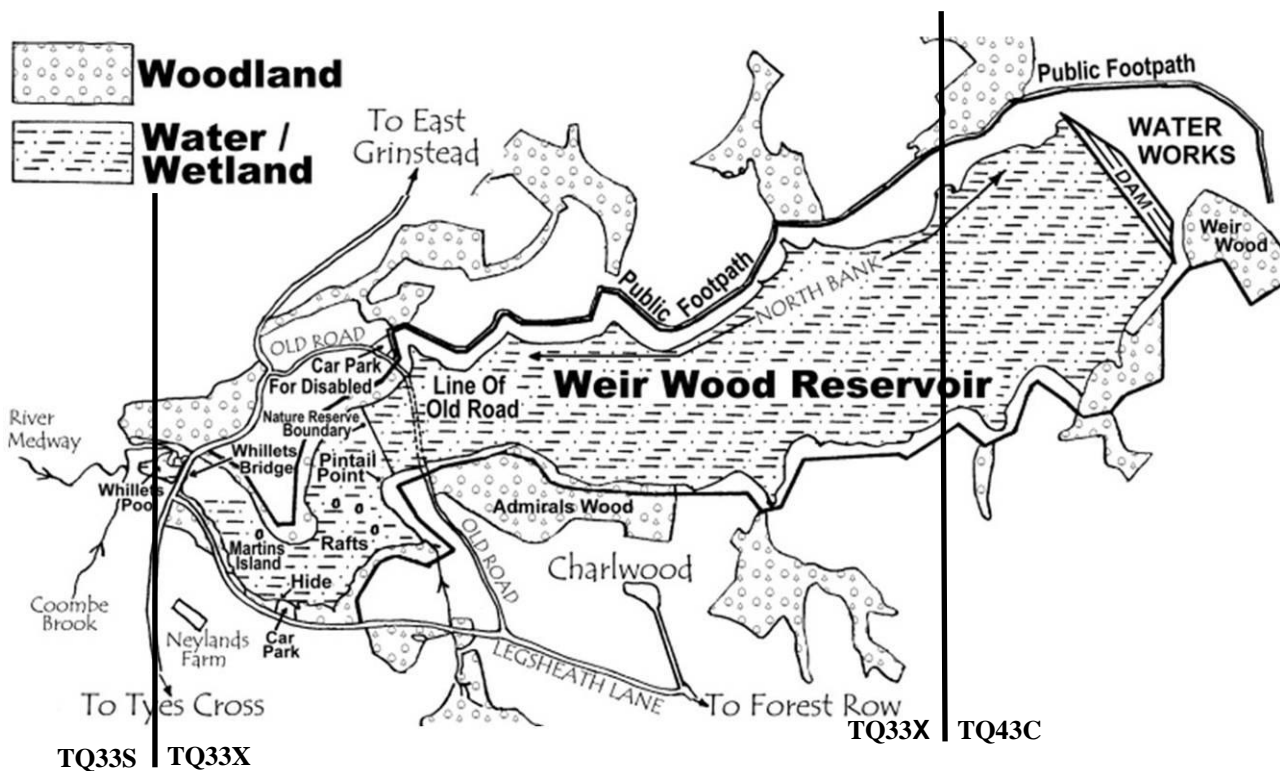 Woodland
Water /
Wetland
To East
Grinstead
Public Footpath
WATER
WORKS
DAM
Weir
Wood
Public Footpath
NORTH BANK
OLD ROAD
Car Park
For Disabled
Line Of
Old Road
Weir Wood Reservoir
Nature Reserve
Boundary
River
Medway
Whillets
Bridge
Pintail
Point
Whillets
Pool
Admirals Wood
Martins
Island
Rafts
OLD ROAD
Charlwood
Hide
Coombe
Brook
Neylands
Farm
Car
Park
LEGSHEATH LANE
To Tyes Cross
To Forest Row
TQ33X
TQ43C
TQ33S
TQ33X